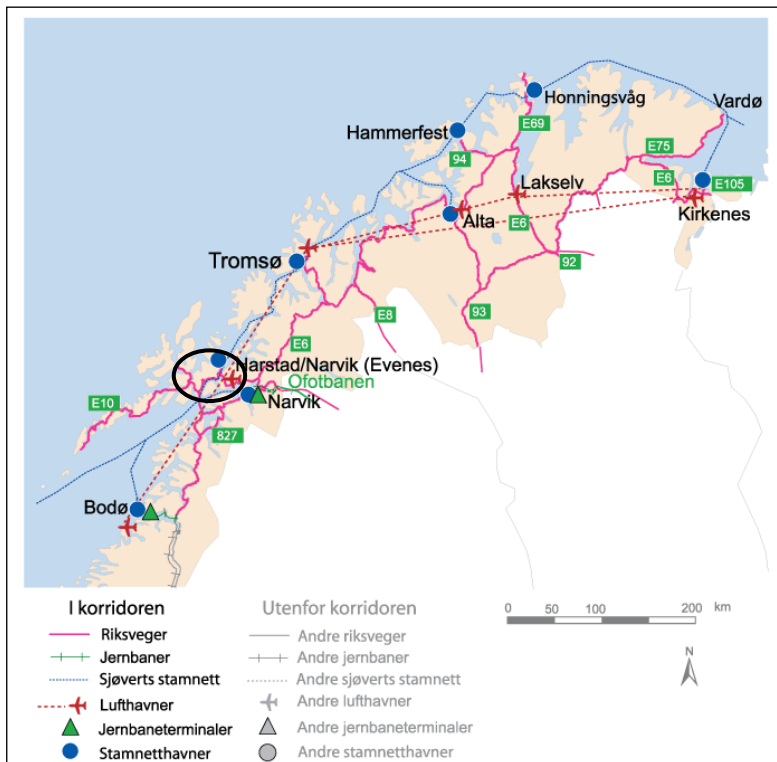 Honningsvåg
Vardø
Hammerfest
E69
E75
94
Lakselv
E6
E105
Alta
E6
Kirkenes
Tromsø
92
E8
93
E6
Narstad/Narvik (Evenes)
Ofotbanen
Narvik
E10
827
Bodø
I korridoren
Riksveger
Jernbaner
Sjøverts stamnett
Lufthavner
Jernbaneterminaler
Stamnetthavner
Utenfor korridoren
Andre riksveger
Andre jernbaner
Andre sjøverts stamnett
Andre lufthavner
Andre jernbaneterminaler
Andre stamnetthavner
0 50 100 200 km
N